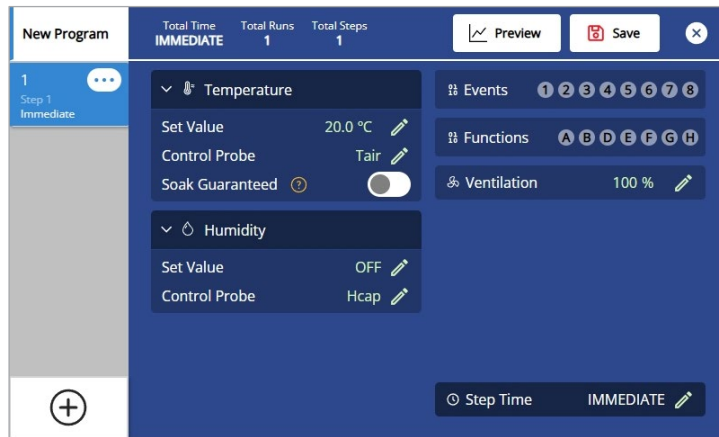 New Program
Total Time
IMMEDIATE
Total Runs
1
Total Steps
1
Preview
Save
1
Step 1
Immediate
Temperature
Set Value 20.0 °C
Control Probe Tair
Soak Guaranteed ?
Humidity
Set Value OFF
Control Probe Hcap
Events 1 2 3 4 5 6 7 8
Functions A B D E F G H
Ventilation 100 %
Step Time IMMEDIATE